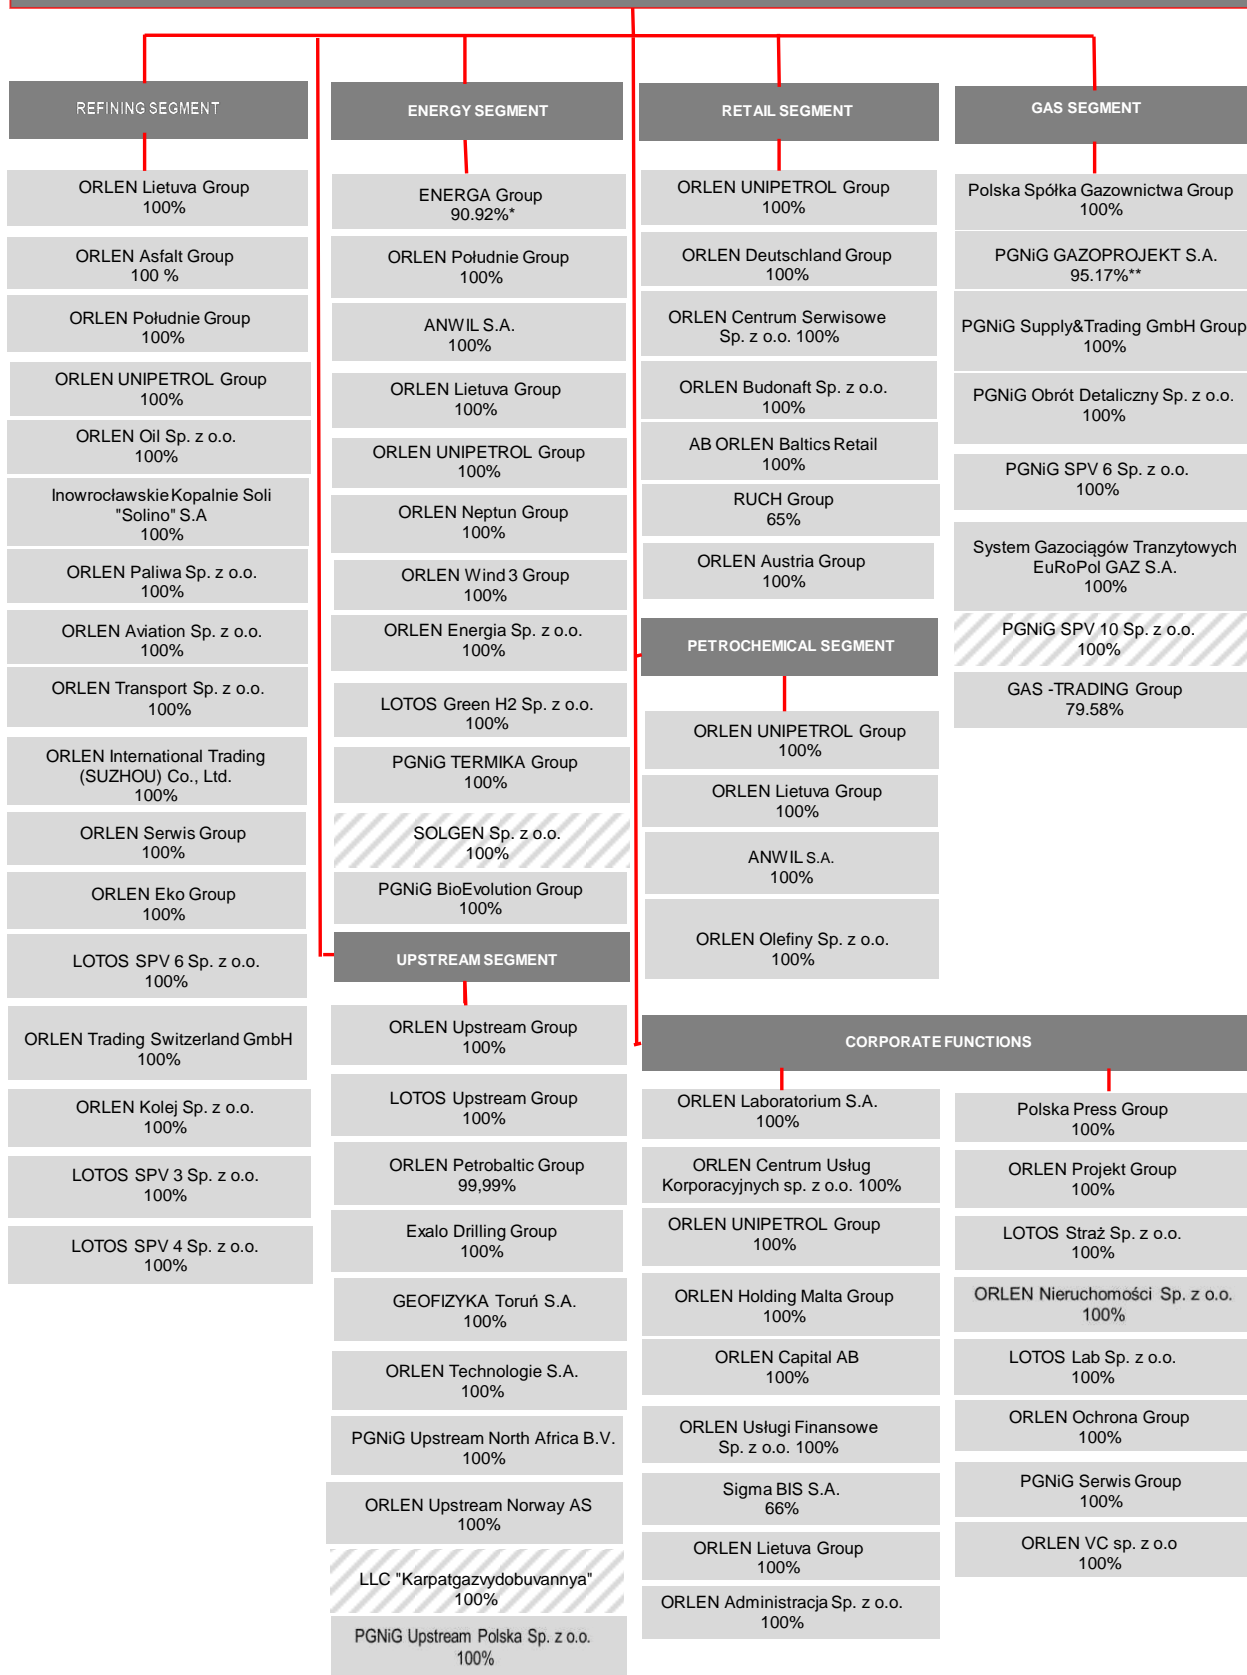 REFINING SEGMENT
ORLEN Lietuva Group
100%
ORLEN Asfalt Group
100 %
ORLEN Południe Group
100%
ORLEN UNIPETROL Group
100%
ORLEN Oil Sp. z o.o.
100%
Inowrocławskie Kopalnie Soli
"Solino" S.A
100%
ORLEN Paliwa Sp. z o.o.
100%
ORLEN Aviation Sp. z o.o.
100%
ORLEN Transport Sp. z o.o.
100%
ORLEN International Trading
(SUZHOU) Co., Ltd.
100%
ORLEN Serwis Group
100%
ORLEN Eko Group
100%
LOTOS SPV 6 Sp. z o.o.
100%
ORLEN Trading Switzerland GmbH
100%
ORLEN Kolej Sp. z o.o.
100%
LOTOS SPV 3 Sp. z o.o.
100%
LOTOS SPV 4 Sp. z o.o.
100%
ENERGY SEGMENT
ENERGA Group
90.92%*
ORLEN Południe Group
100%
ANWIL S.A.
100%
ORLEN Lietuva Group
100%
ORLEN UNIPETROL Group
100%
ORLEN Neptun Group
100%
ORLEN Wind 3 Group
100%
ORLEN Energia Sp. z o.o.
100%
LOTOS Green H2 Sp. z o.o.
100%
PGNiG TERMIKA Group
100%
SOLGEN Sp. z o.o.
100%
PGNiG BioEvolution Group
100%
UPSTREAM SEGMENT
ORLEN Upstream Group
100%
LOTOS Upstream Group
100%
ORLEN Petrobaltic Group
99,99%
Exalo Drilling Group
100%
GEOFIZYKA Toruń S.A.
100%
ORLEN Technologie S.A.
100%
PGNiG Upstream North Africa B.V.
100%
ORLEN Upstream Norway AS
100%
LLC "Karpatgazvydobuvannya"
100%
PGNiG Upstream Polska Sp. z o.o.
100%
RETAIL SEGMENT
ORLEN UNIPETROL Group
100%
ORLEN Deutschland Group
100%
ORLEN Centrum Serwisowe
Sp. z o.o. 100%
ORLEN Budonaft Sp. z o.o.
100%
AB ORLEN Baltics Retail
100%
RUCH Group
65%
ORLEN Austria Group
100%
PETROCHEMICAL SEGMENT
ORLEN UNIPETROL Group
100%
ORLEN Lietuva Group
100%
ANWIL S.A.
100%
ORLEN Olefiny Sp. z o.o.
100%
GAS SEGMENT
Polska Spółka Gazownictwa Group
100%
PGNiG GAZOPROJEKT S.A.
95.17%**
PGNiG Supply&Trading GmbH Group
100%
PGNiG Obrót Detaliczny Sp. z o.o.
100%
PGNiG SPV 6 Sp. z o.o.
100%
System Gazociągów Tranzytowych
EuRoPol GAZ S.A.
100%
PGNiG SPV 10 Sp. z o.o.
100%
GAS -TRADING Group
79.58%
CORPORATE FUNCTIONS
ORLEN Laboratorium S.A.
100%
ORLEN Centrum Usług
Korporacyjnych sp. z o.o. 100%
ORLEN UNIPETROL Group
100%
ORLEN Holding Malta Group
100%
ORLEN Capital AB
100%
ORLEN Usługi Finansowe
Sp. z o.o. 100%
Sigma BIS S.A.
66%
ORLEN Lietuva Group
100%
ORLEN Administracja Sp. z o.o.
100%
Polska Press Group
100%
ORLEN Projekt Group
100%
LOTOS Straż Sp. z o.o.
100%
ORLEN Nieruchomości Sp. z o.o.
100%
LOTOS Lab Sp. z o.o.
100%
ORLEN Ochrona Group
100%
PGNiG Serwis Group
100%
ORLEN VC sp. z o.o
100%